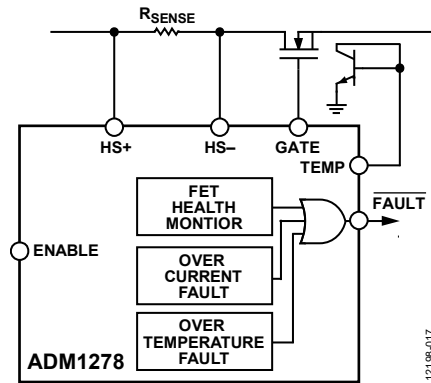 RSENSE
HS+
HS–
GATE
TEMP
FET
HEALTH
MONTIOR
FAULT
ENABLE
OVER
CURRENT
FAULT
OVER
TEMPERATURE
FAULT
ADM1278
12198-017